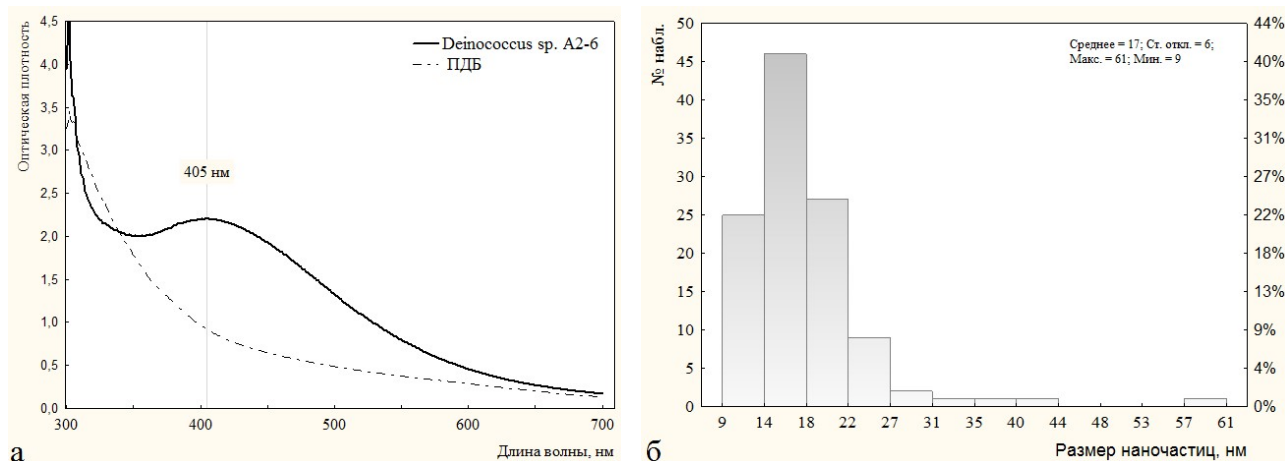 Оптическая плотность
4,5
4,0
3,5
3,0
2,5
2,0
1,5
1,0
0,5
0,0
Deinococcus sp. A2-6
ПДБ
405 нм
300 400 500 600 700
Длина волны, нм
а
№ набл.
50
45
40
35
30
25
20
15
10
5
0
Среднее = 17; Ст. откл. = 6;
Макс. = 61; Мин. = 9
44%
40%
35%
31%
27%
22%
18%
13%
9%
4%
0%
9 14 18 22 27 31 35 40 44 48 53 57 61
Размер наночастиц, нм
б